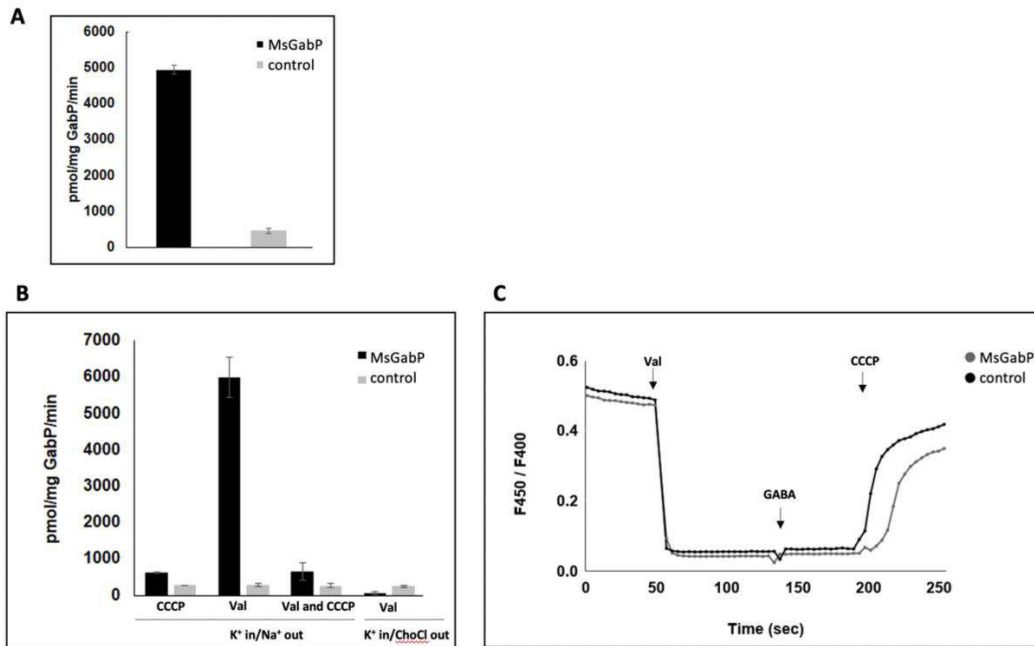 A
pmol/mg GabP/min
6000
5000
4000
3000
2000
1000
0
MsGabP
control
B
pmol/mg GabP/min
7000
6000
5000
4000
3000
2000
1000
0
MsGabP
control
CCCP Val Val and CCCP Val
K⁺ in/Na⁺ out K⁺ in/ChoCl out
C
F450 / F400
0.6
0.4
0.2
0.0
Val
GABA
CCCP
MsGabP
control
0 50 100 150 200 250
Time (sec)